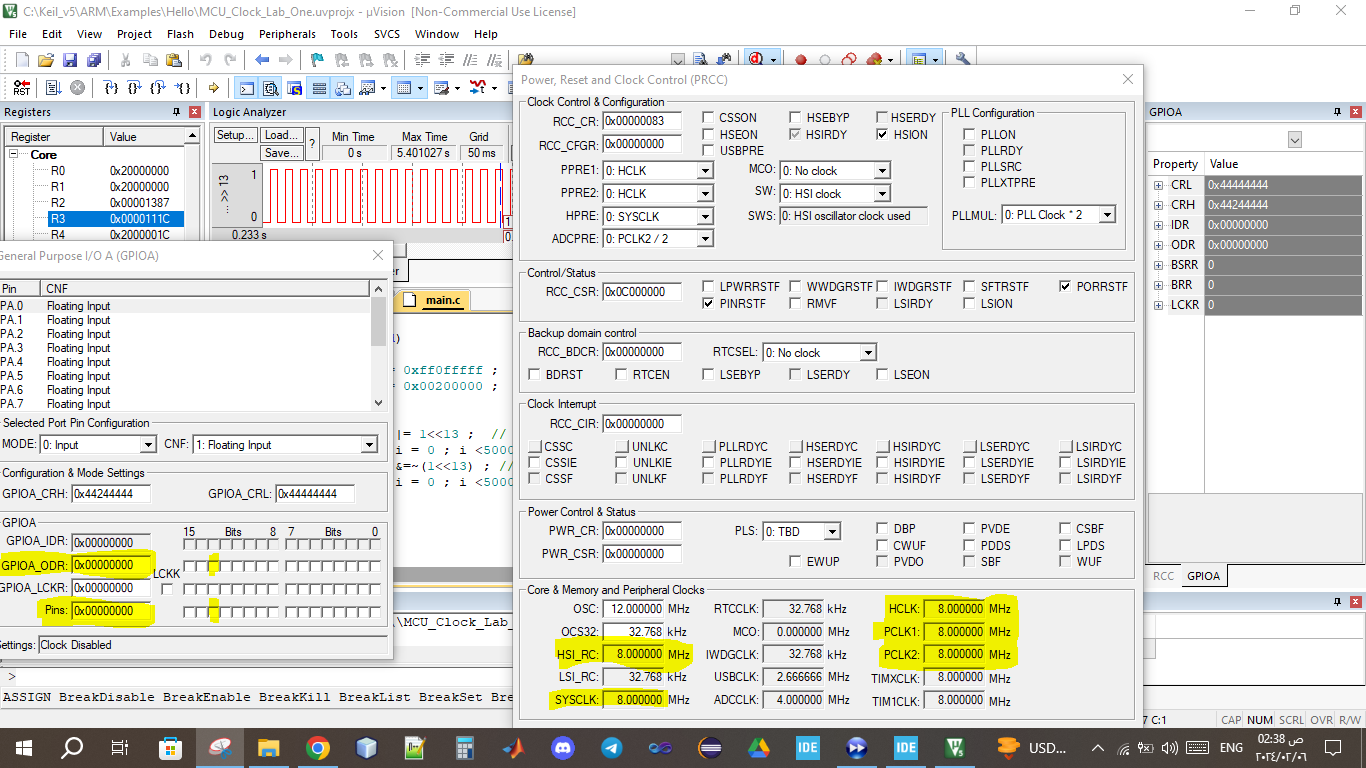 C:\Keil_v5\ARM\Examples\Hello\MCU_Clock_Lab_One.uvprojx - µVision [Non-Commercial Use License]
File Edit View Project Flash Debug Peripherals Tools SVCS Window Help
RST
Registers
Register Value
Core
R0 0x20000000
R1 0x20000000
R2 0x00001387
R3 0x0000111C
R4 0x2000001C
Logic Analyzer
Setup... Load... Min Time Max Time Grid
Save... ? 0 s 5.401027 s 50 ms
... >> 13
1
0
0.233 s
General Purpose I/O A (GPIOA)
Pin CNF
PA.0 Floating Input
PA.1 Floating Input
PA.2 Floating Input
PA.3 Floating Input
PA.4 Floating Input
PA.5 Floating Input
PA.6 Floating Input
PA.7 Floating Input
Selected Port Pin Configuration
MODE: 0: Input CNF: 1: Floating Input
Configuration & Mode Settings
GPIOA_CRH: 0x44244444 GPIOA_CRL: 0x44444444
GPIOA
15 Bits 8 7 Bits 0
GPIOA_IDR: 0x00000000
GPIOA_ODR: 0x00000000
LCKK
GPIOA_LCKR: 0x00000000
Pins: 0x00000000
Settings: Clock Disabled
main.c
0xff0fffff ;
= 0x00200000 ;
|= 1<<13 ; //
i = 0 ; i <5000
&=~(1<<13) ; //
i = 0 ; i <5000
\MCU_Clock_Lab_
>
ASSIGN BreakDisable BreakEnable BreakKill BreakList BreakSet
Power, Reset and Clock Control (PRCC)
Clock Control & Configuration
RCC_CR: 0x00000083 CSSON HSEBYP HSERDY
HSEON HSIRDY HSION
RCC_CFGR: 0x00000000 USBPRE
PPRE1: 0: HCLK MCO: 0: No clock
PPRE2: 0: HCLK SW: 0: HSI clock
HPRE: 0: SYSCLK SWS: 0: HSI oscillator clock used
ADCPRE: 0: PCLK2 / 2
PLL Configuration
PLLON
PLLRDY
PLLSRC
PLLXTPRE
PLLMUL: 0: PLL Clock * 2
Control/Status
RCC_CSR: 0x0C000000 LPWRRSTF WWDGRSTF IWDGRSTF SFTRSTF PORRSTF
PINRSTF RMVF LSIRDY LSION
Backup domain control
RCC_BDCR: 0x00000000 RTCSEL: 0: No clock
BDRST RTCEN LSEBYP LSERDY LSEON
Clock Interrupt
RCC_CIR: 0x00000000
CSSC UNLKC PLLRDYC HSERDYC HSIRDYC LSERDYC LSIRDYC
CSSIE UNLKIE PLLRDYIE HSERDYIE HSIRDYIE LSERDYIE LSIRDYIE
CSSF UNLKF PLLRDYF HSERDYF HSIRDYF LSERDYF LSIRDYF
Power Control & Status
PWR_CR: 0x00000000 PLS: 0: TBD DBP PVDE CSBF
CWUF PDDS LPDS
PWR_CSR: 0x00000000 EWUP PVDO SBF WUF
Core & Memory and Peripheral Clocks
OSC: 12.000000 MHz RTCCLK: 32.768 kHz HCLK: 8.000000 MHz
OCS32: 32.768 kHz MCO: 0.000000 MHz PCLK1: 8.000000 MHz
HSI_RC: 8.000000 MHz IWDGCLK: 32.768 kHz PCLK2: 8.000000 MHz
LSI_RC: 32.768 kHz USBCLK: 2.666666 MHz TIMXCLK: 8.000000 MHz
SYSCLK: 8.000000 MHz ADCCLK: 4.000000 MHz TIM1CLK: 8.000000 MHz
GPIOA
Property Value
CRL 0x44444444
CRH 0x44244444
IDR 0x00000000
ODR 0x00000000
BSRR 0
BRR 0
LCKR 0
RCC GPIOA
7 C:1 CAP NUM SCRL OVR R/W
IDE IDE USD... ENG
02:38 ص
٢٠٢٤/٠٢/٠٦